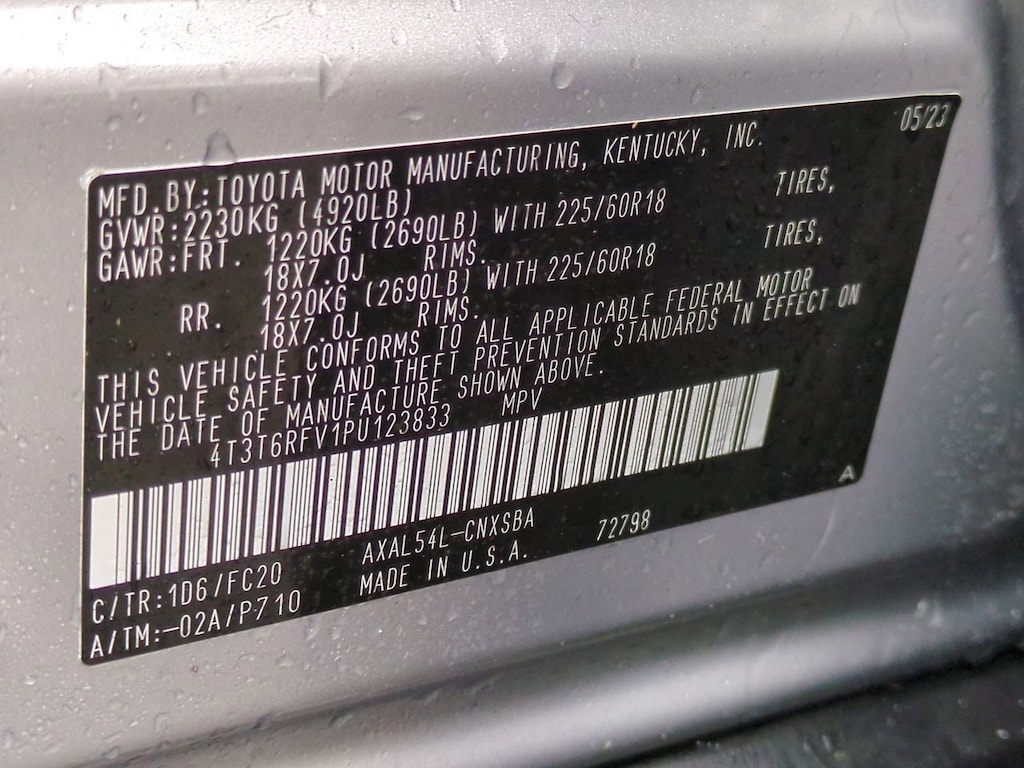 05/23
MFD.BY:TOYOTA MOTOR MANUFACTURING, KENTUCKY, INC.
GVWR:2230KG (4920LB)
GAWR:FRT. 1220KG (2690LB) WITH 225/60R18 TIRES,
18X7.0J RIMS.
RR. 1220KG (2690LB) WITH 225/60R18 TIRES,
18X7.0J RIMS.
THIS VEHICLE CONFORMS TO ALL APPLICABLE FEDERAL MOTOR
VEHICLE SAFETY AND THEFT PREVENTION STANDARDS IN EFFECT ON
THE DATE OF MANUFACTURE SHOWN ABOVE.
4T3T6RFV1PU123833 MPV
A
C/TR:1D6/FC20 AXAL54L-CNXSBA 72798
A/TM:-02A/P710 MADE IN U.S.A.